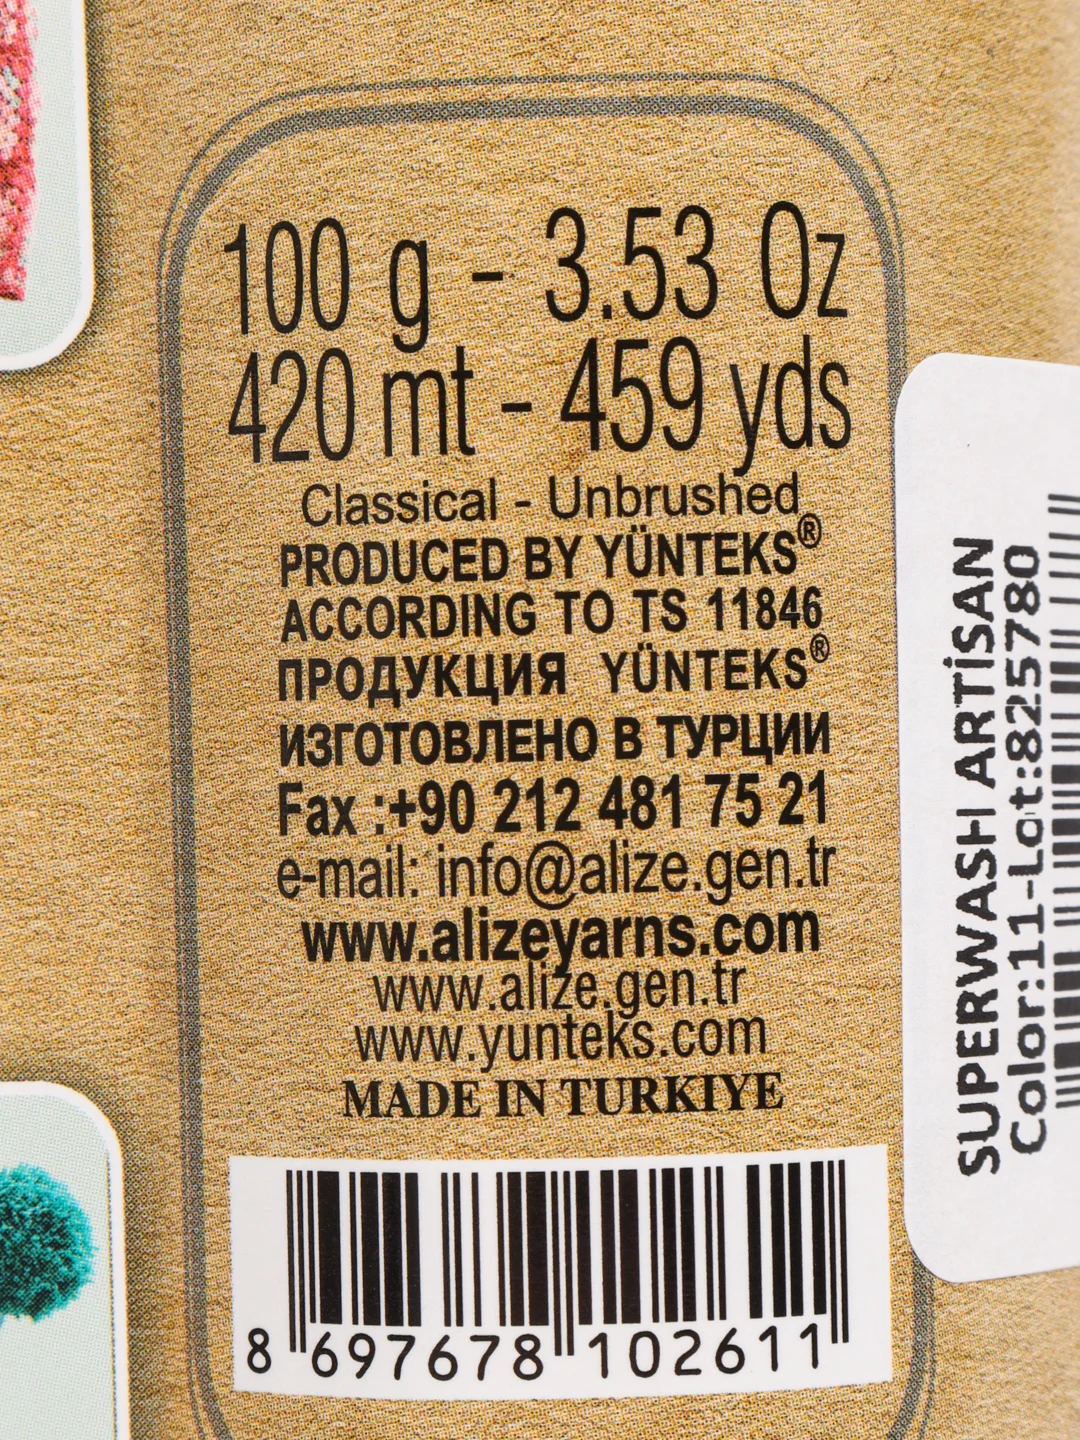 100 g - 3.53 Oz
420 mt - 459 yds
Classical - Unbrushed
PRODUCED BY YÜNTEKS®
ACCORDING TO TS 11846
ПРОДУКЦИЯ YÜNTEKS®
ИЗГОТОВЛЕНО В ТУРЦИИ
Fax :+90 212 481 75 21
e-mail: info@alize.gen.tr
www.alizeyarns.com
www.alize.gen.tr
www.yunteks.com
MADE IN TURKIYE
8 697678 102611
SUPERWASH ARTİSAN
Color:11-Lot:825780